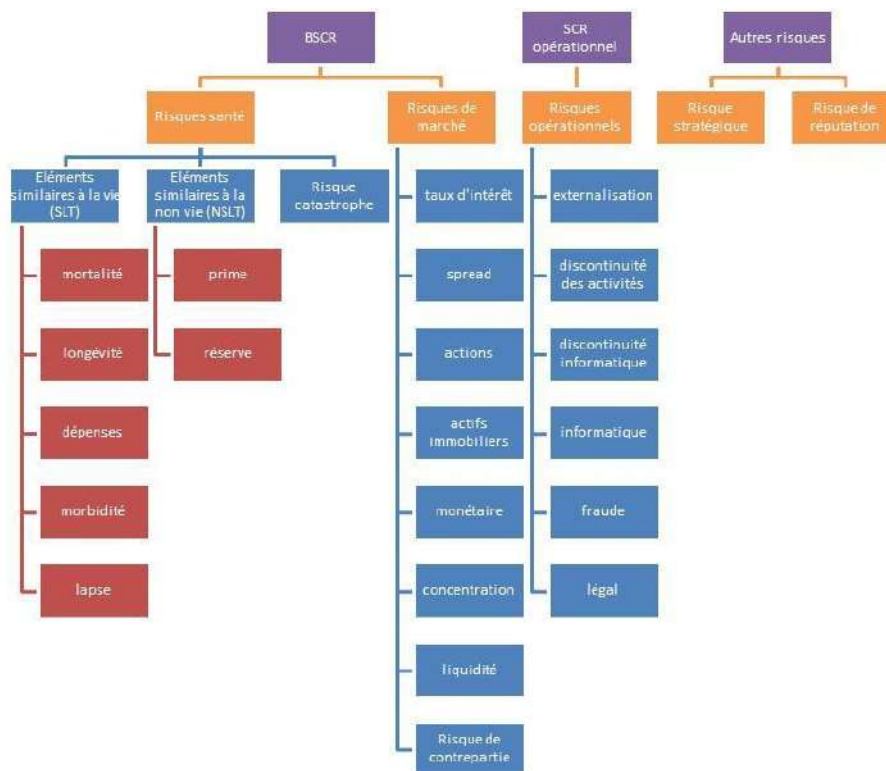 BSCR
SCR
opérationnel
Autres risques
Risques santé
Risques de
marché
Risques
opérationnels
Risque
stratégique
Risque de
réputation
Eléments
similaires à la vie
(SLT)
Eléments
similaires à la
non vie (NSLT)
Risque
catastrophe
taux d'intérêt
externalisation
mortalité
prime
spread
discontinuité
des activités
longévité
réserve
actions
discontinuité
informatique
dépenses
actifs
immobiliers
informatique
morbidité
monétaire
fraude
lapse
concentration
légal
liquidité
Risque de
contrepartie